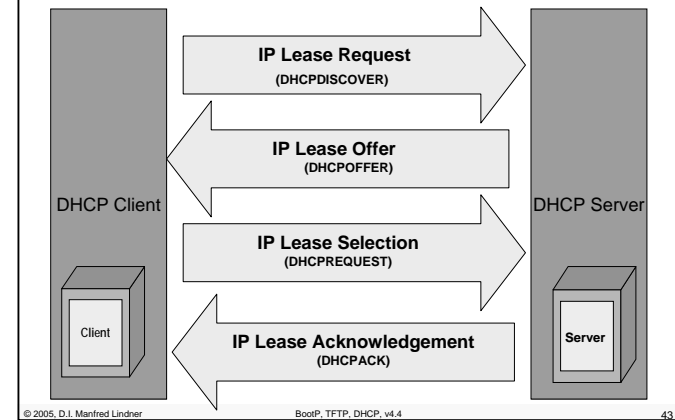 IP Lease Request
(DHCPDISCOVER)
IP Lease Offer
(DHCPOFFER)
DHCP Client
DHCP Server
IP Lease Selection
(DHCPREQUEST)
Client
Server
IP Lease Acknowledgement
(DHCPACK)
© 2005, D.I. Manfred Lindner
BootP, TFTP, DHCP, v4.4
43